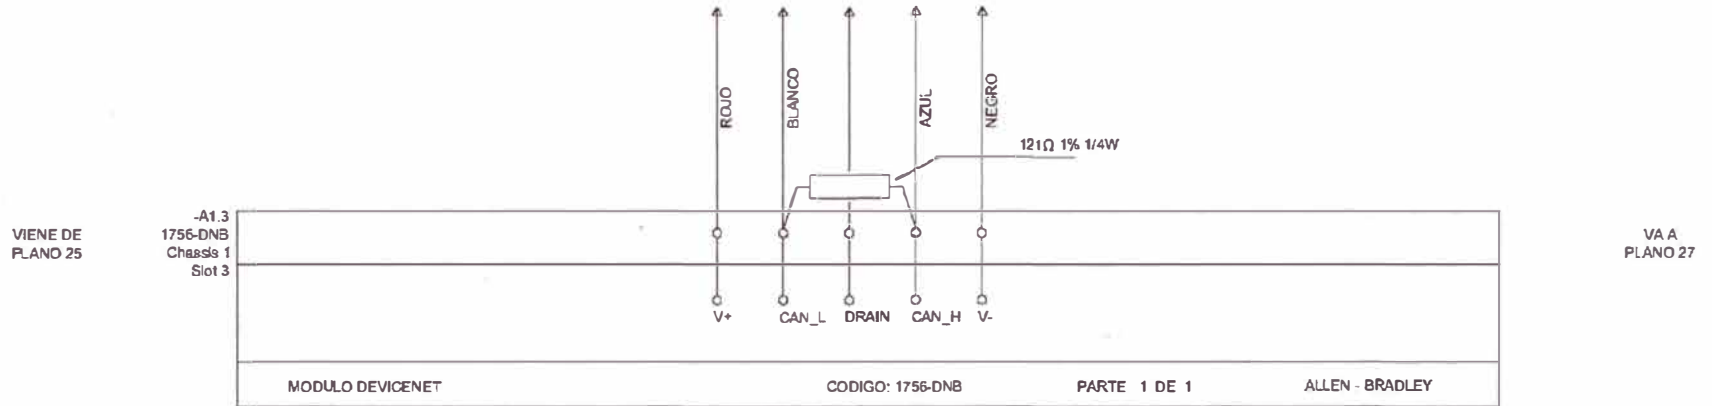 ROJO
BLANCO
AZUL
NEGRO
121Ω 1% 1/4W
VIENE DE
PLANO 25
-A1.3
1756-DNB
Chassis 1
Slot 3
VA A
PLANO 27
V+ CAN_L DRAIN CAN_H V-
MODULO DEVICENET CODIGO: 1756-DNB PARTE 1 DE 1 ALLEN - BRADLEY